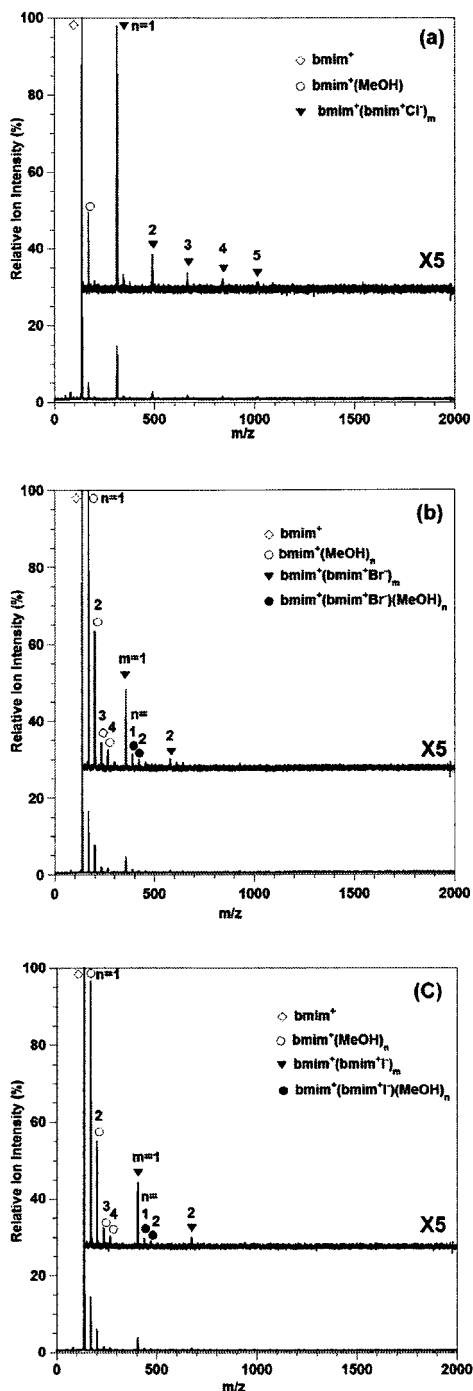 (a)
n=1
bmim⁺
bmim⁺(MeOH)
bmim⁺(bmim⁺Cl⁻)m
2
3
4
5
X5
Relative Ion Intensity (%)
100
80
60
40
20
0
0 500 1000 1500 2000
m/z
(b)
n=1
bmim⁺
bmim⁺(MeOH)n
bmim⁺(bmim⁺Br⁻)m
bmim⁺(bmim⁺Br⁻)(MeOH)n
2
3
4
m=1
n=
1
2
2
X5
Relative Ion Intensity (%)
100
80
60
40
20
0
0 500 1000 1500 2000
m/z
(C)
n=1
bmim⁺
bmim⁺(MeOH)n
bmim⁺(bmim⁺I⁻)m
bmim⁺(bmim⁺I⁻)(MeOH)n
2
3
4
m=1
n=
1
2
2
X5
Relative Ion Intensity (%)
100
80
60
40
20
0
0 500 1000 1500 2000
m/z